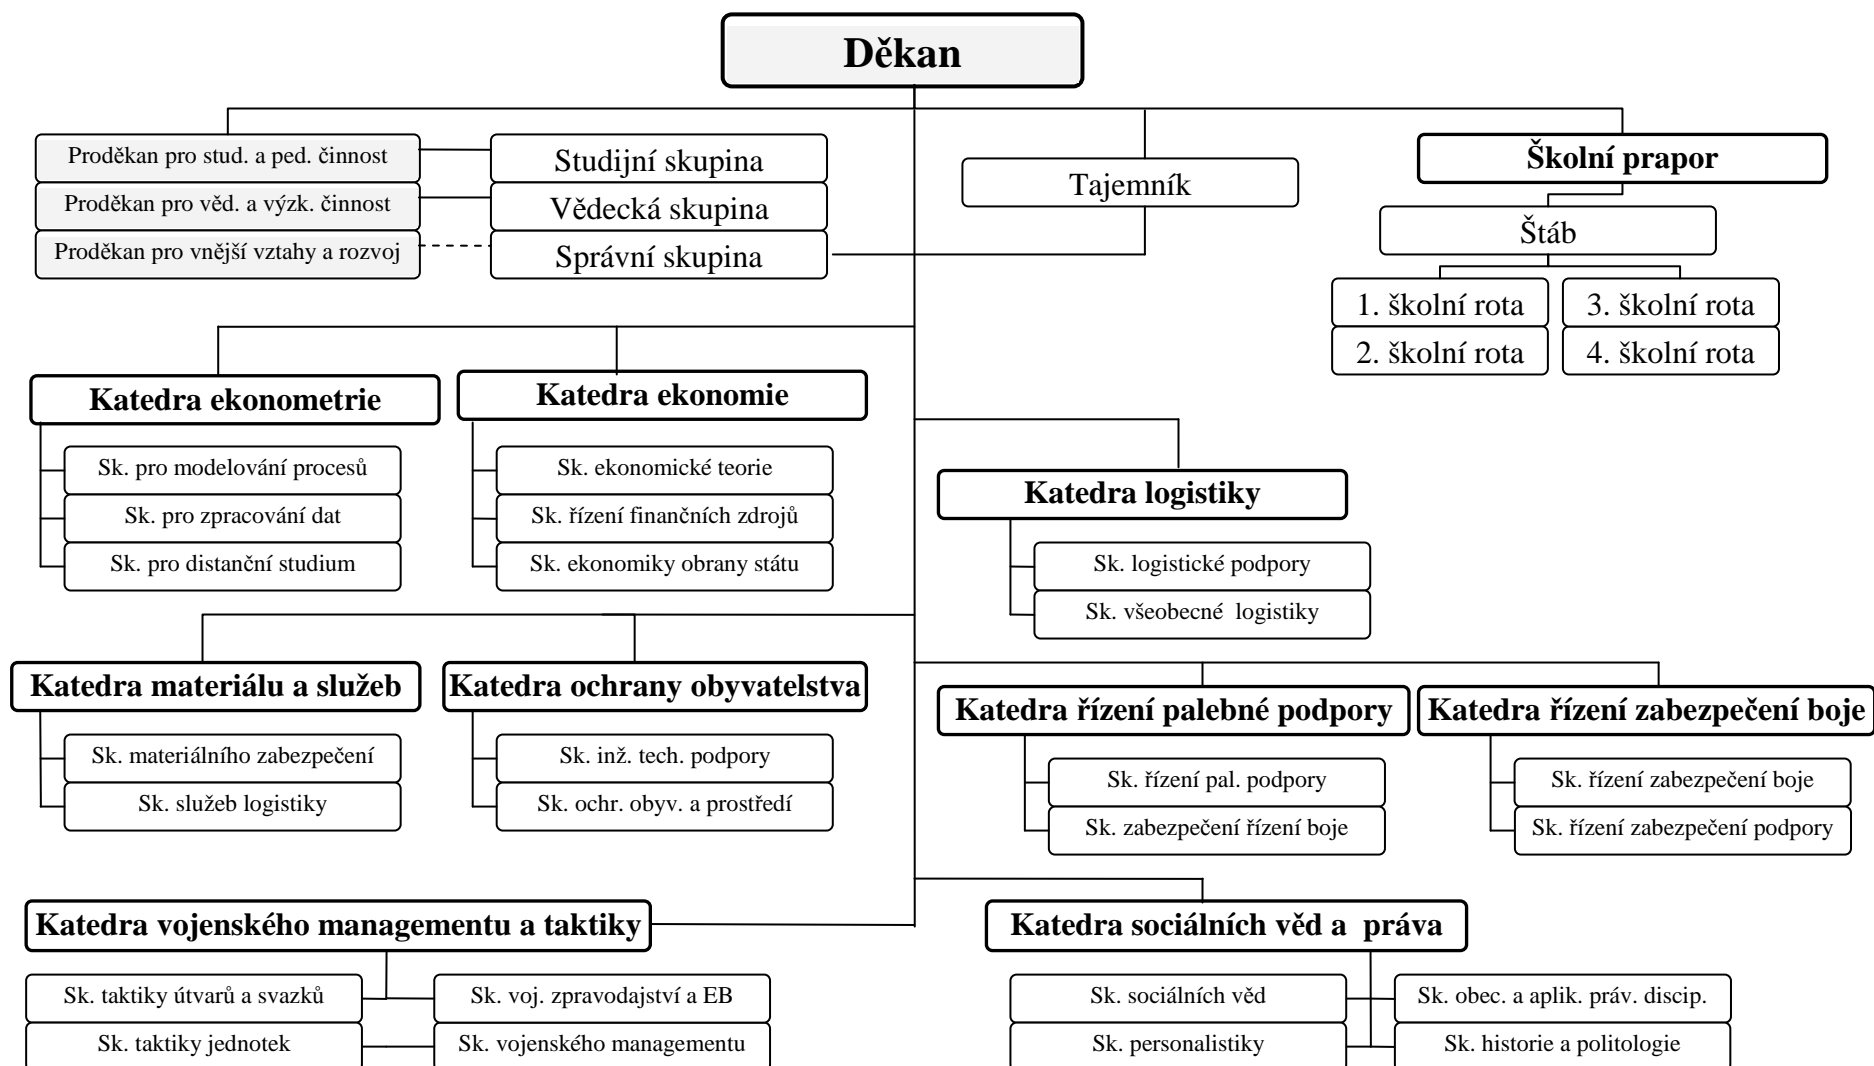 Děkan
Proděkan pro stud. a ped. činnost
Studijní skupina
Proděkan pro věd. a výzk. činnost
Vědecká skupina
Proděkan pro vnější vztahy a rozvoj
Správní skupina
Tajemník
Školní prapor
Štáb
1. školní rota
3. školní rota
2. školní rota
4. školní rota
Katedra ekonometrie
Sk. pro modelování procesů
Sk. pro zpracování dat
Sk. pro distanční studium
Katedra ekonomie
Sk. ekonomické teorie
Sk. řízení finančních zdrojů
Sk. ekonomiky obrany státu
Katedra logistiky
Sk. logistické podpory
Sk. všeobecné logistiky
Katedra materiálu a služeb
Sk. materiálního zabezpečení
Sk. služeb logistiky
Katedra ochrany obyvatelstva
Sk. inž. tech. podpory
Sk. ochr. obyv. a prostředí
Katedra řízení palebné podpory
Sk. řízení pal. podpory
Sk. zabezpečení řízení boje
Katedra řízení zabezpečení boje
Sk. řízení zabezpečení boje
Sk. řízení zabezpečení podpory
Katedra vojenského managementu a taktiky
Sk. taktiky útvarů a svazků
Sk. voj. zpravodajství a EB
Sk. taktiky jednotek
Sk. vojenského managementu
Katedra sociálních věd a práva
Sk. sociálních věd
Sk. obec. a aplik. práv. discip.
Sk. personalistiky
Sk. historie a politologie